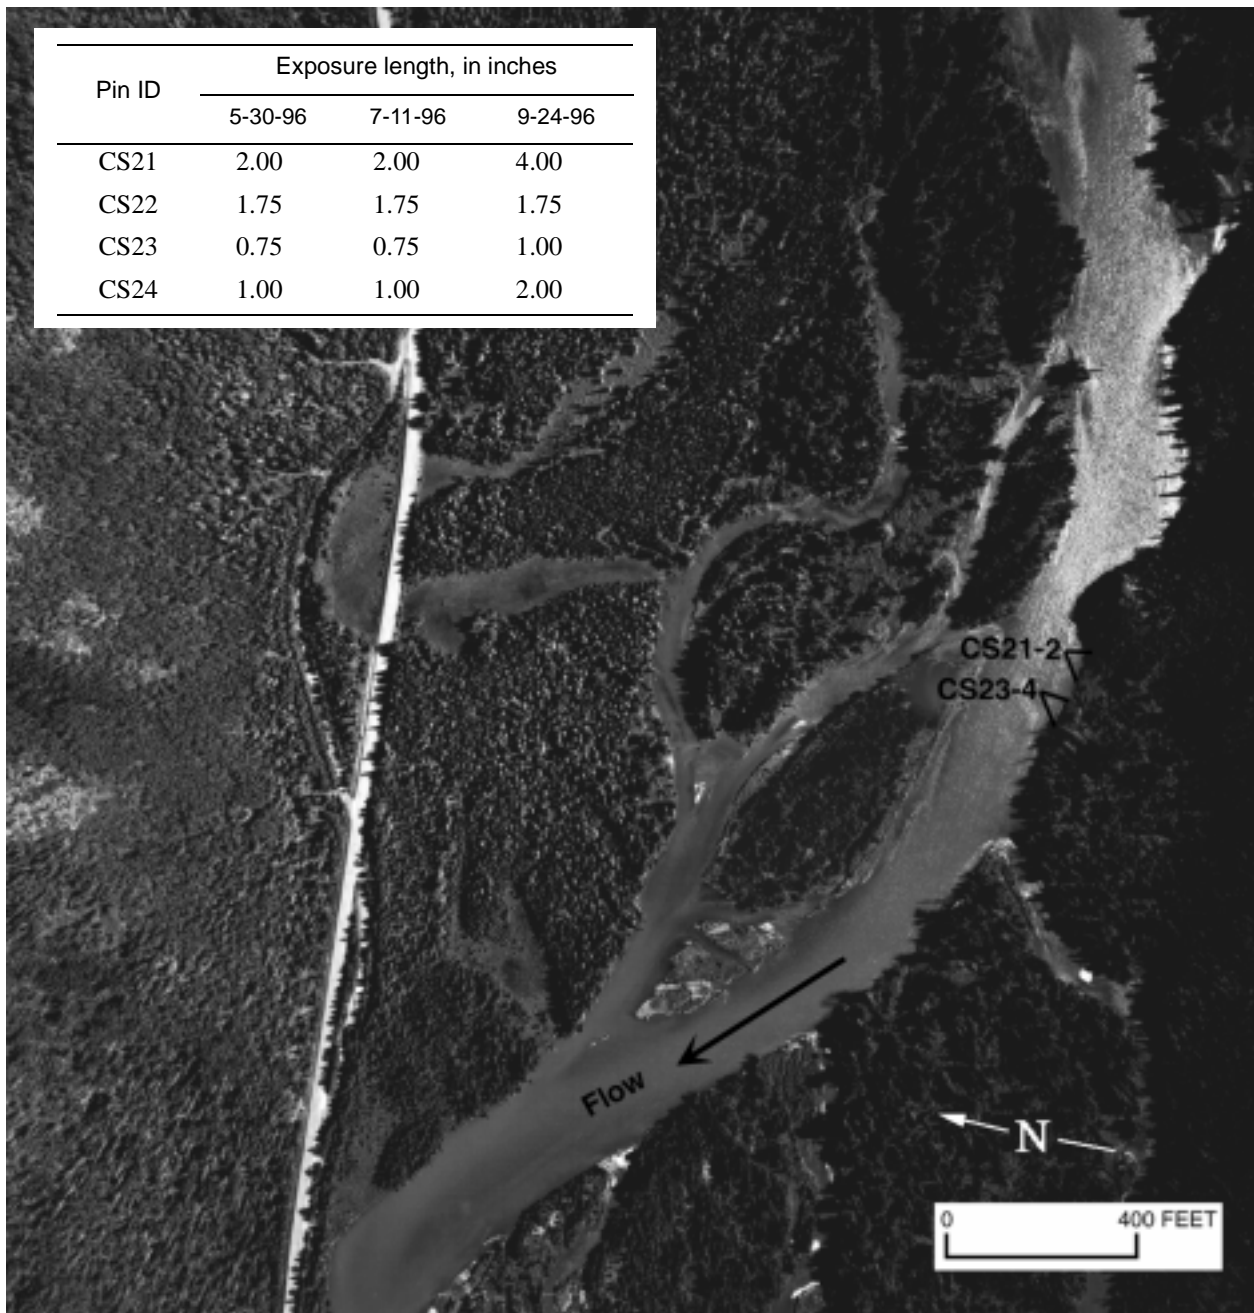 Pin ID Exposure length, in inches
5-30-96 7-11-96 9-24-96
CS21 2.00 2.00 4.00
CS22 1.75 1.75 1.75
CS23 0.75 0.75 1.00
CS24 1.00 1.00 2.00
CS21-2
CS23-4
Flow
N
0 400 FEET